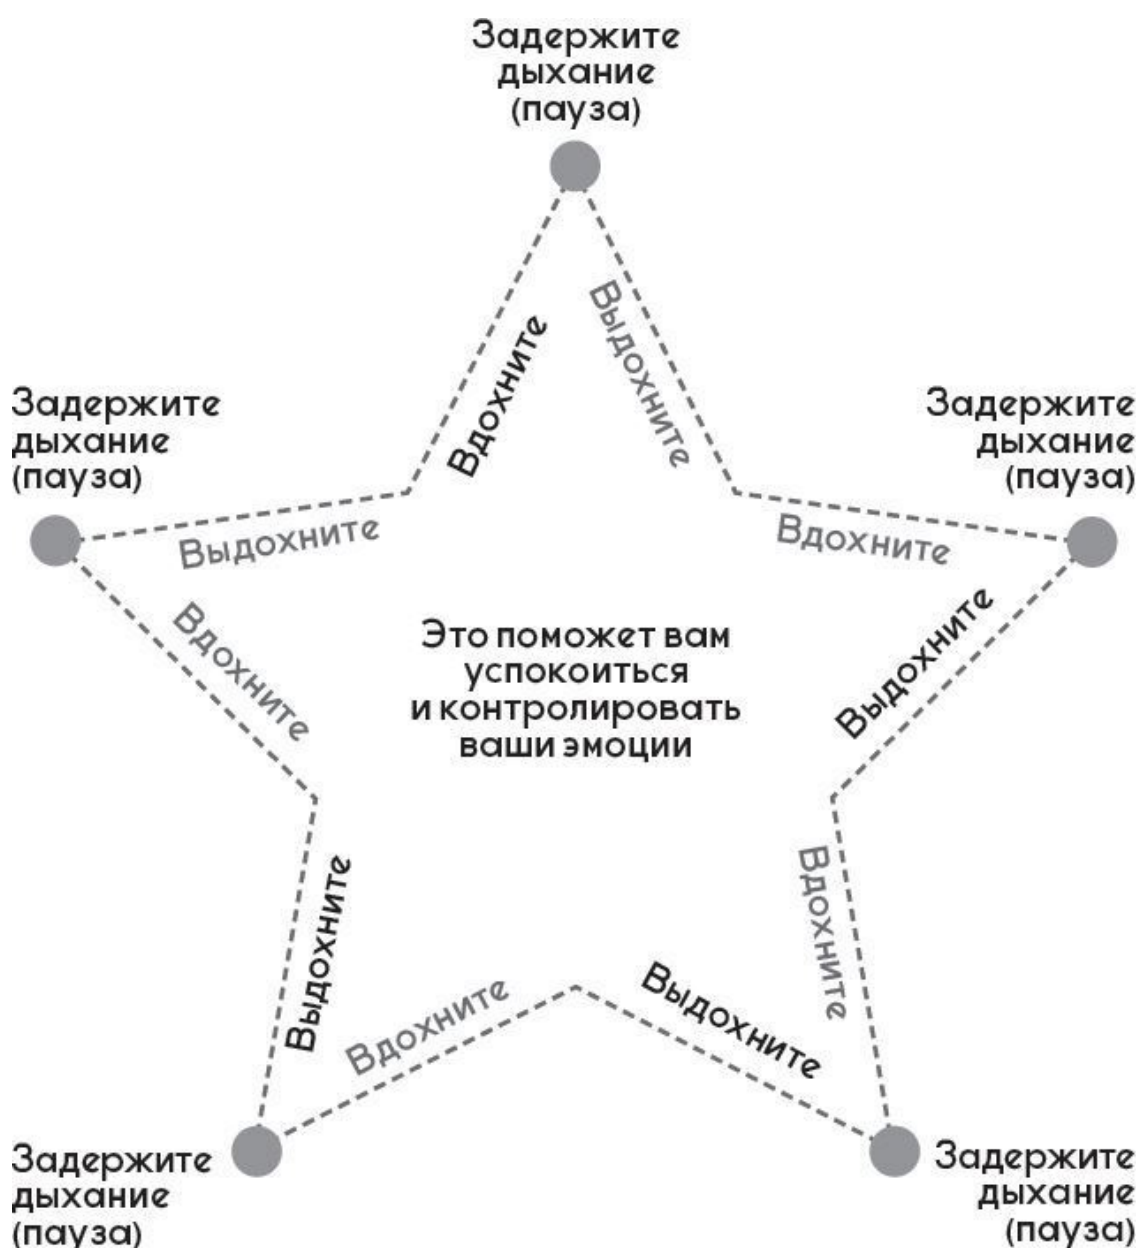 Задержите
дыхание
(пауза)
Вдохните
Выдохните
Задержите
дыхание
(пауза)
Задержите
дыхание
(пауза)
Выдохните
Вдохните
Вдохните
Это поможет вам
успокоиться
и контролировать
ваши эмоции
Выдохните
Выдохните
Вдохните
Вдохните
Выдохните
Задержите
дыхание
(пауза)
Задержите
дыхание
(пауза)